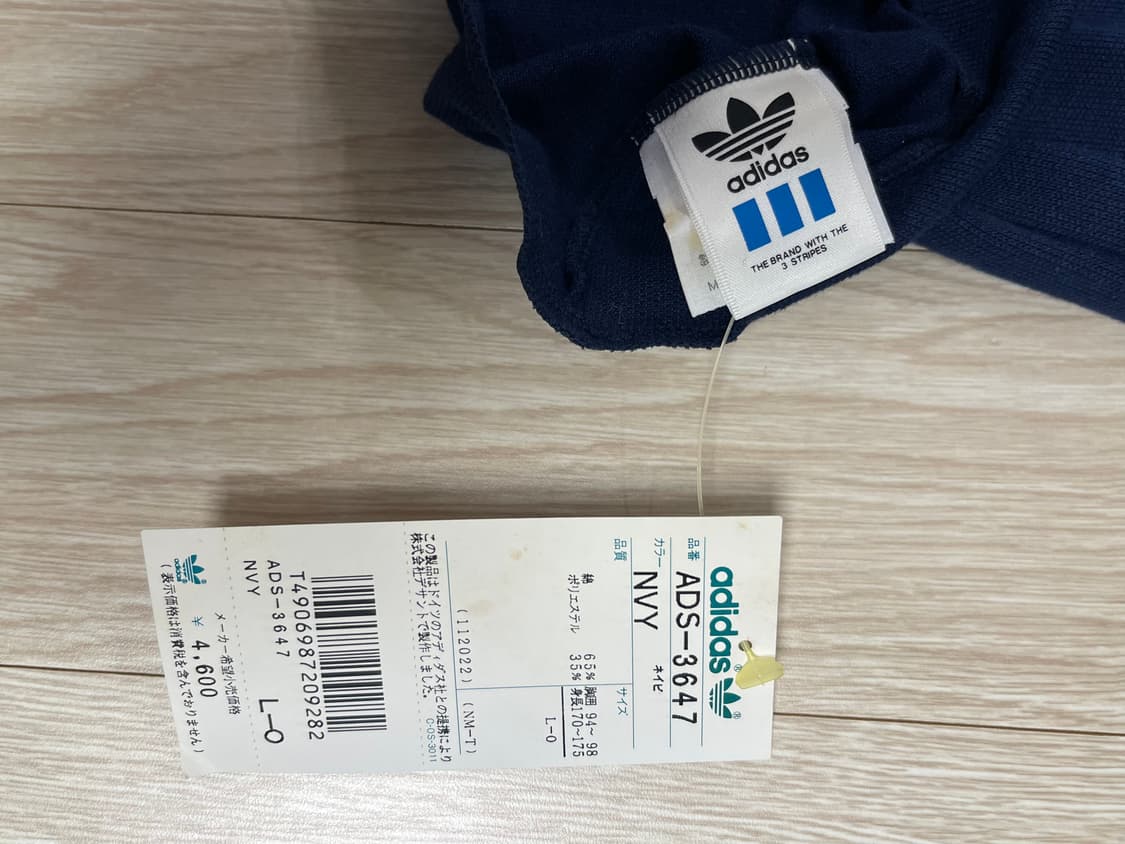 adidas
THE BRAND WITH THE
3 STRIPES
M
adidas®
®
品番 ADS-3647
カラー NVY ネイビ
品質
綿 65%
ポリエステル 35%
サイズ
胸囲 94~ 98
身長170~175
L-O
(112022) (NM-T)
この製品はドイツのアディダス社との提携により
株式会社デサントで製作しました。
C-OS-3011
T4906987209282
ADS-3647
NVY L-O
メーカー希望小売価格
¥ 4,600
(表示価格は消費税を含んでおりません)
adidas